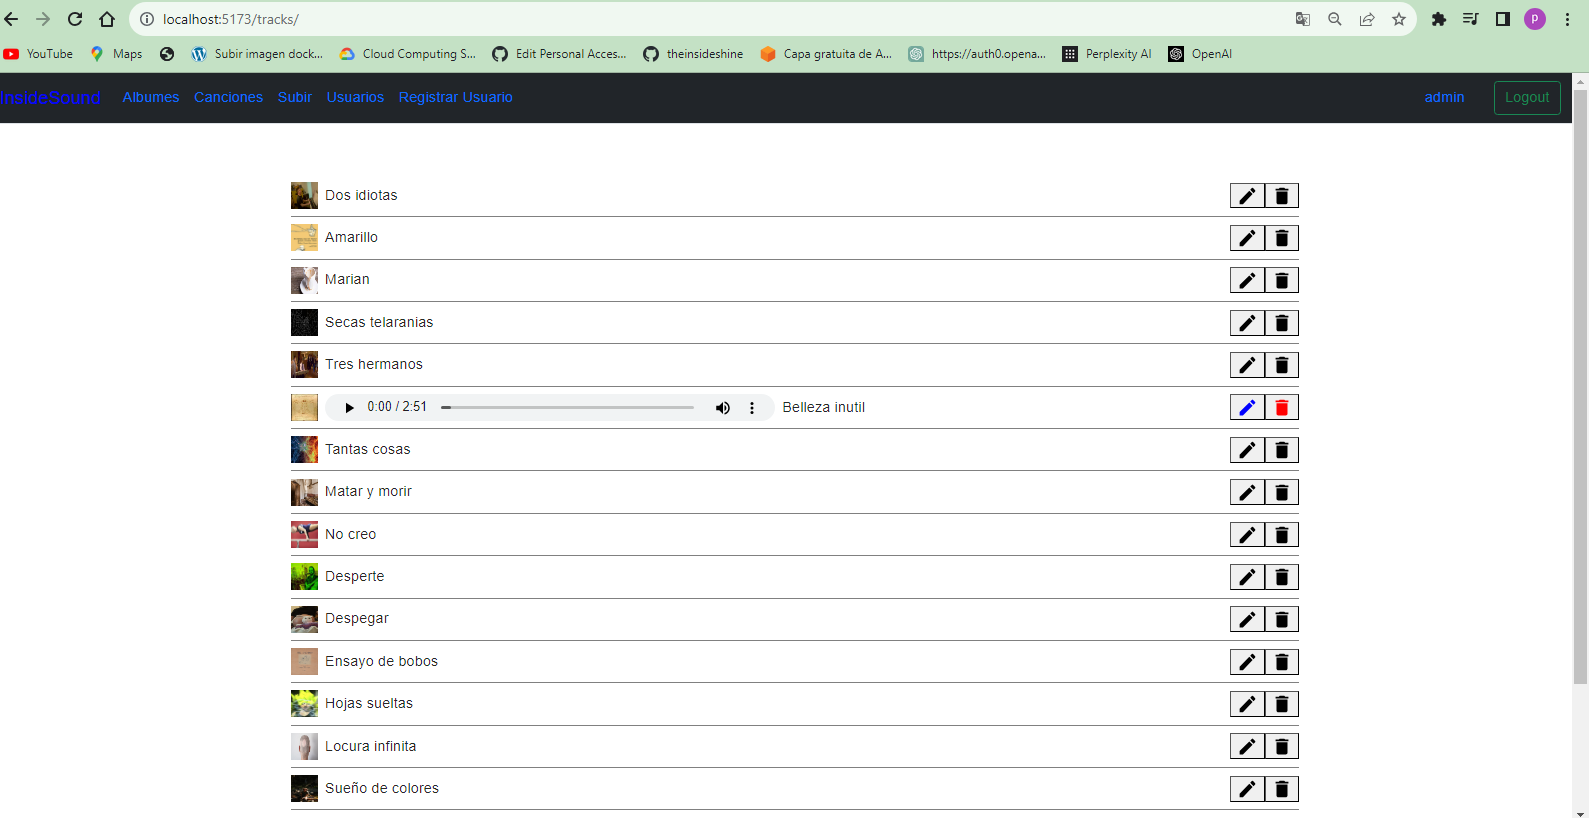 localhost:5173/tracks/
YouTube Maps Subir imagen dock... Cloud Computing S... Edit Personal Acces... theinsideshine Capa gratuita de A... https://auth0.opena... Perplexity AI OpenAI
InsideSound Albumes Canciones Subir Usuarios Registrar Usuario admin Logout
Dos idiotas
Amarillo
Marian
Secas telaranias
Tres hermanos
0:00 / 2:51 Belleza inutil
Tantas cosas
Matar y morir
No creo
Desperte
Despegar
Ensayo de bobos
Hojas sueltas
Locura infinita
Sueño de colores